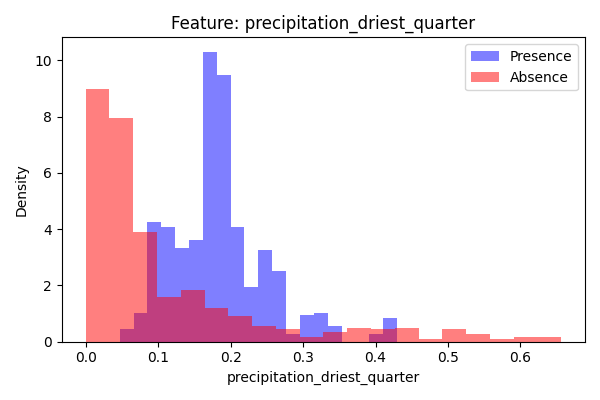 Feature: precipitation_driest_quarter
Presence
Absence
Density
10
8
6
4
2
0
0.0 0.1 0.2 0.3 0.4 0.5 0.6
precipitation_driest_quarter